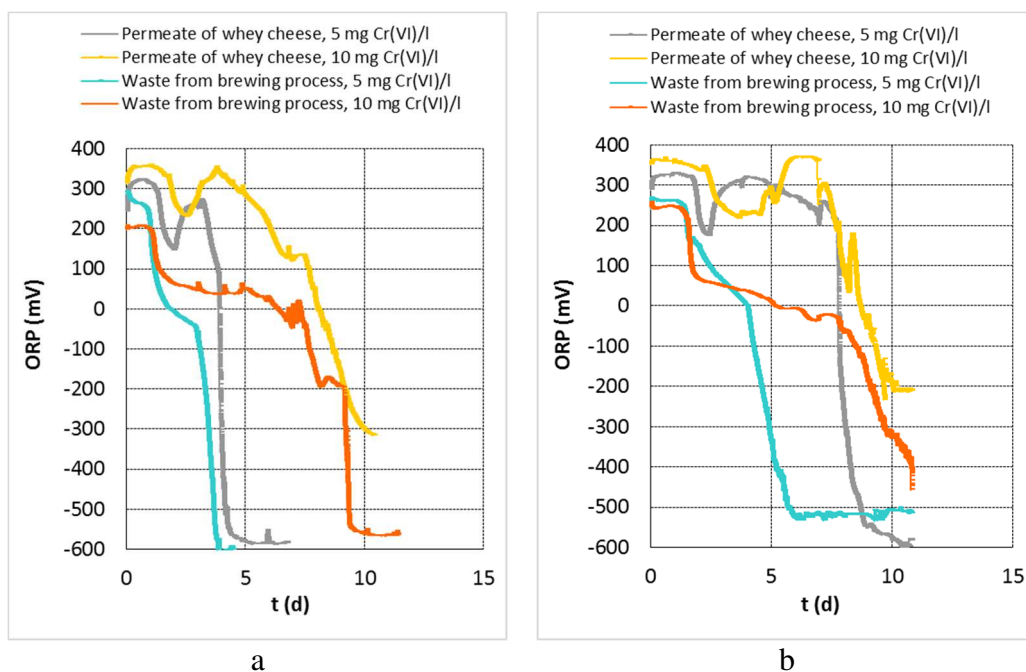 Permeate of whey cheese, 5 mg Cr(VI)/l
Permeate of whey cheese, 10 mg Cr(VI)/l
Waste from brewing process, 5 mg Cr(VI)/l
Waste from brewing process, 10 mg Cr(VI)/l
400
300
200
100
0
-100
-200
-300
-400
-500
-600
ORP (mV)
0
5
10
15
t (d)
a
Permeate of whey cheese, 5 mg Cr(VI)/l
Permeate of whey cheese, 10 mg Cr(VI)/l
Waste from brewing process, 5 mg Cr(VI)/l
Waste from brewing process, 10 mg Cr(VI)/l
400
300
200
100
0
-100
-200
-300
-400
-500
-600
ORP (mV)
0
5
10
15
t (d)
b